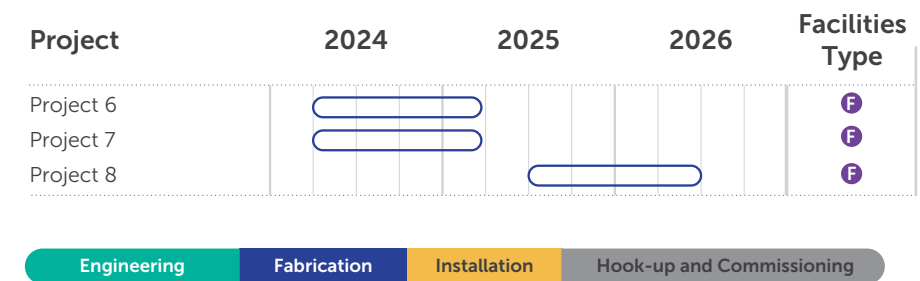 Project 2024 2025 2026 Facilities Type
Project 6 F
Project 7 F
Project 8 F
Engineering Fabrication Installation Hook-up and Commissioning